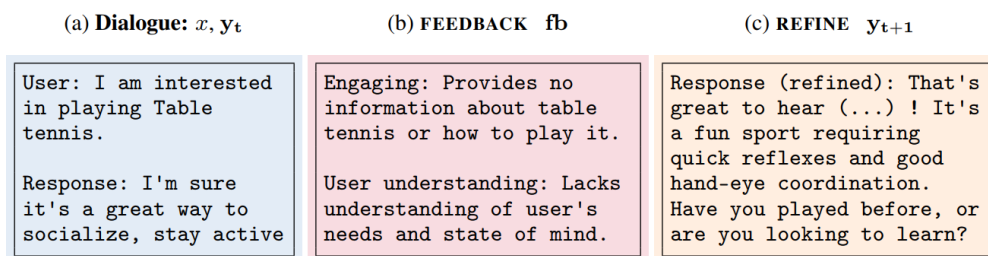 (a) Dialogue: x, yt
User: I am interested
in playing Table
tennis.
Response: I'm sure
it's a great way to
socialize, stay active
(b) FEEDBACK fb
Engaging: Provides no
information about table
tennis or how to play it.
User understanding: Lacks
understanding of user's
needs and state of mind.
(c) REFINE yt+1
Response (refined): That's
great to hear (...) ! It's
a fun sport requiring
quick reflexes and good
hand-eye coordination.
Have you played before, or
are you looking to learn?